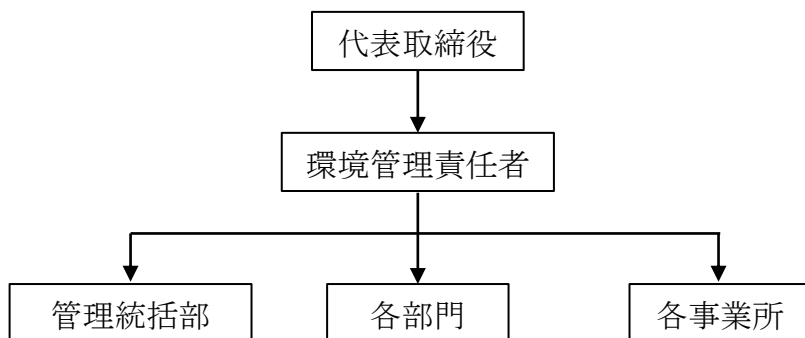 代表取締役
環境管理責任者
管理統括部
各部門
各事業所